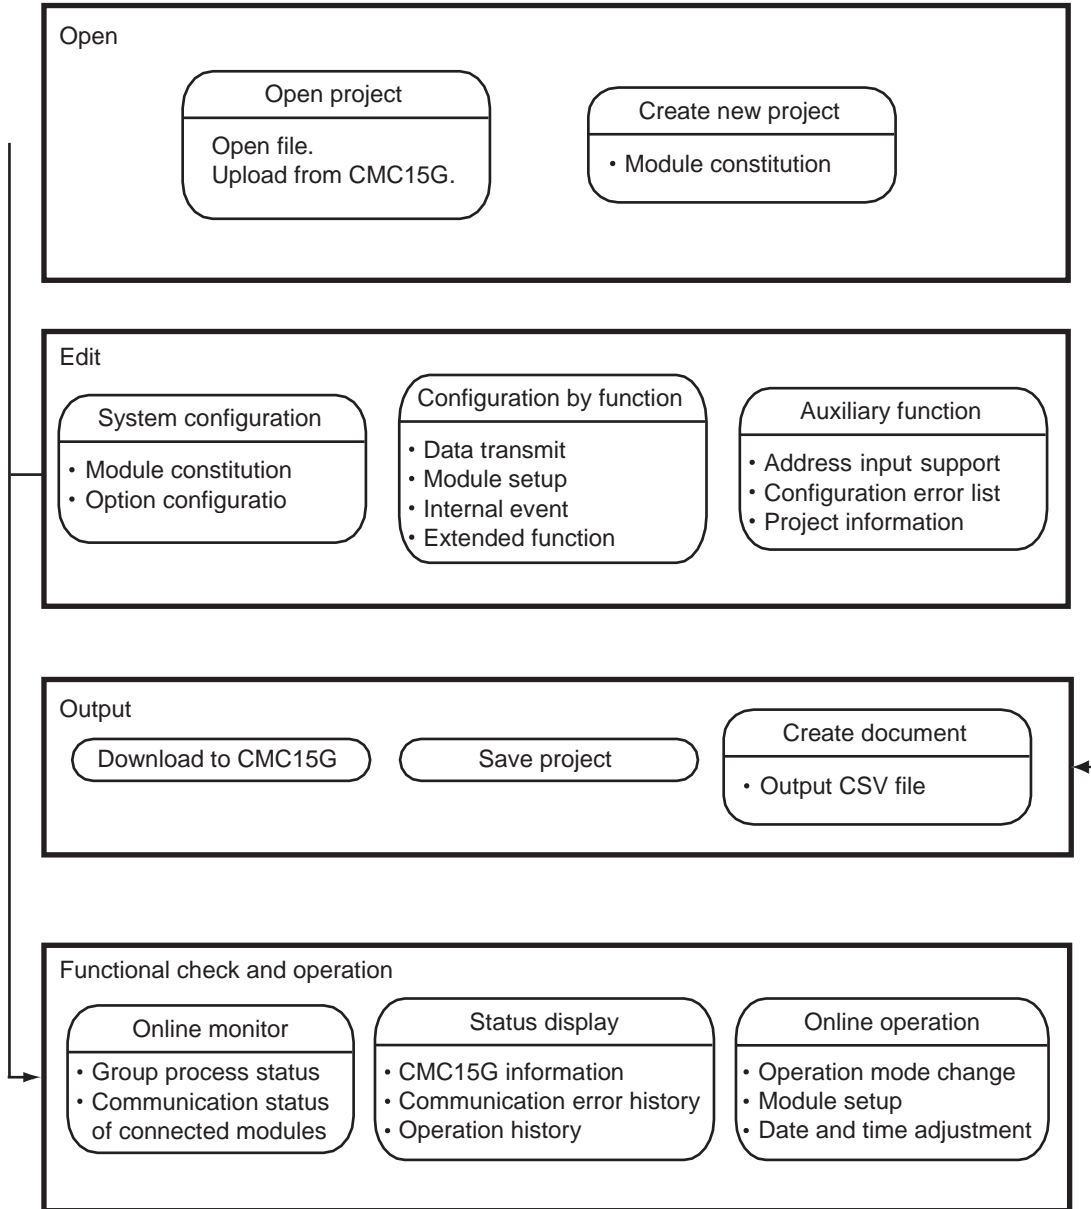 Open
Open project
Open file.
Upload from CMC15G.
Create new project
・Module constitution
Edit
System configuration
・Module constitution
・Option configuratio
Configuration by function
・Data transmit
・Module setup
・Internal event
・Extended function
Auxiliary function
・Address input support
・Configuration error list
・Project information
Output
Download to CMC15G
Save project
Create document
・Output CSV file
Functional check and operation
Online monitor
・Group process status
・Communication status
of connected modules
Status display
・CMC15G information
・Communication error history
・Operation history
Online operation
・Operation mode change
・Module setup
・Date and time adjustment